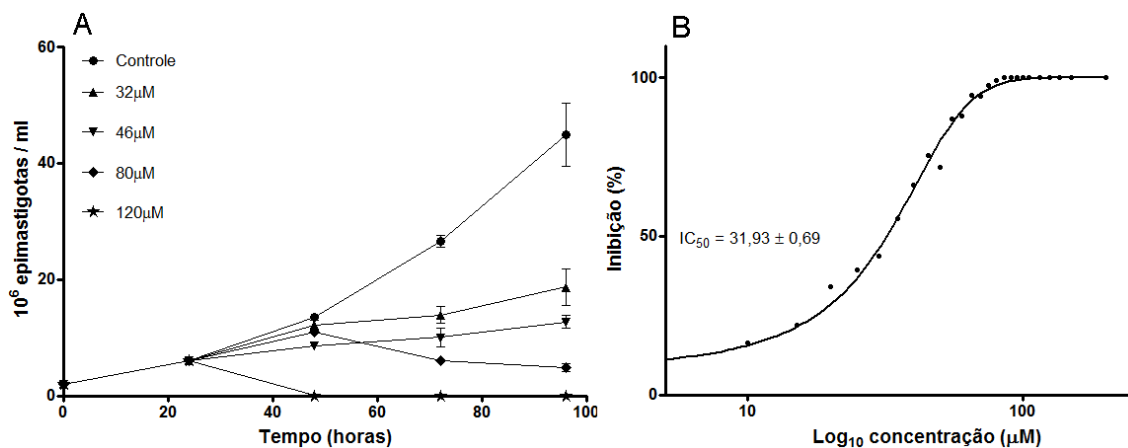 A
60
40
20
0
10⁶ epimastigotas / ml
Controle
32μM
46μM
80μM
120μM
0 20 40 60 80 100
Tempo (horas)
B
100
50
0
Inibição (%)
IC₅₀ = 31,93 ± 0,69
10 100
Log₁₀ concentração (μM)